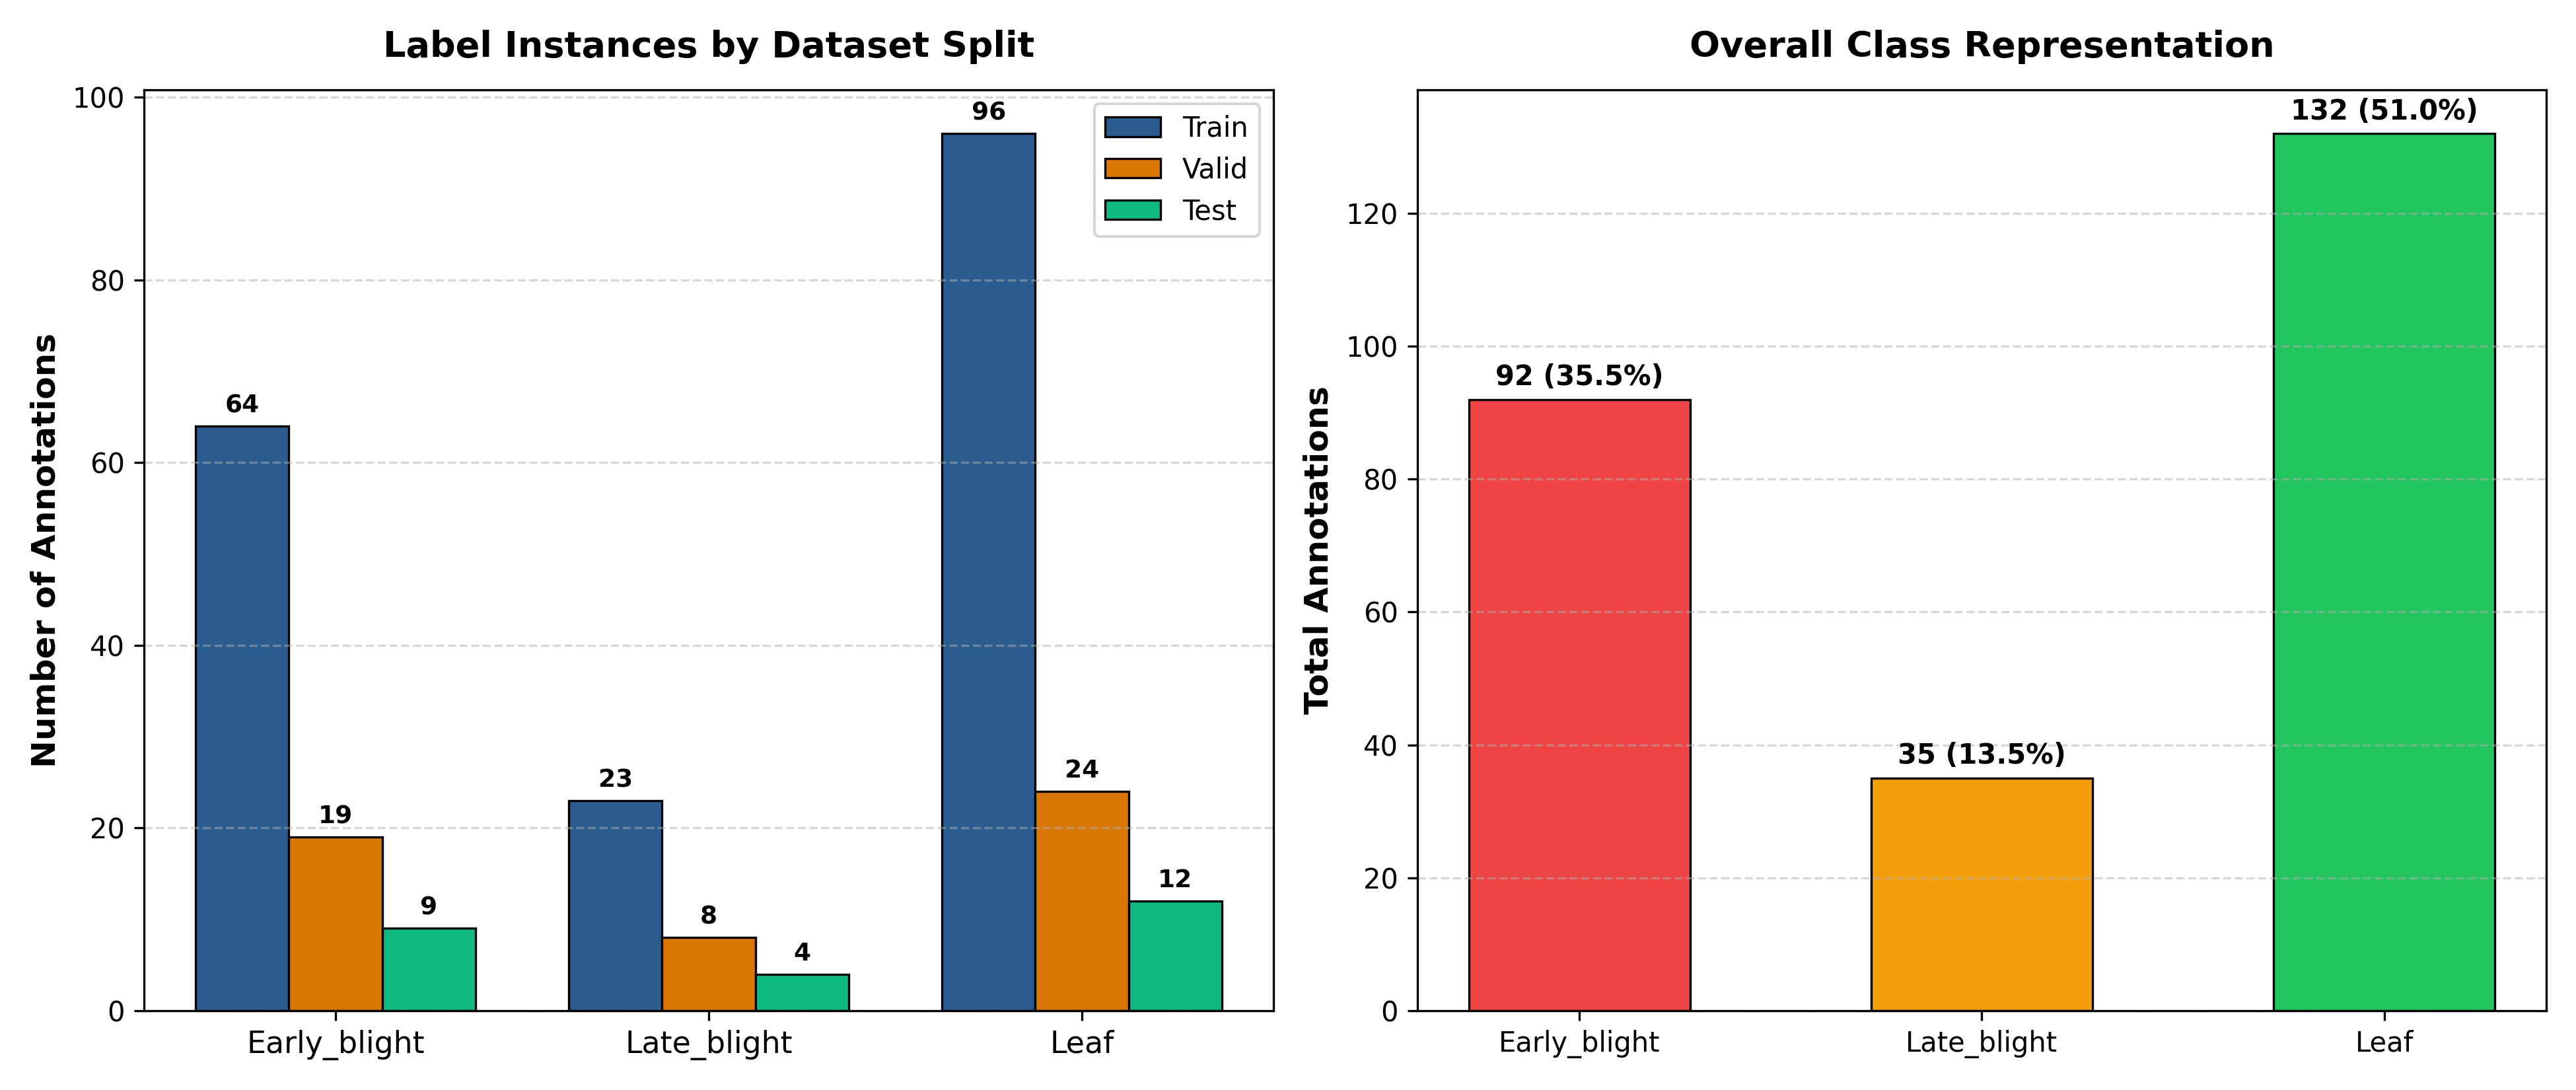 Label Instances by Dataset Split
Number of Annotations
100
80
60
40
20
0
64
19
9
23
8
4
96
24
12
Train
Valid
Test
Early_blight
Late_blight
Leaf
Overall Class Representation
Total Annotations
120
100
80
60
40
20
0
92 (35.5%)
35 (13.5%)
132 (51.0%)
Early_blight
Late_blight
Leaf